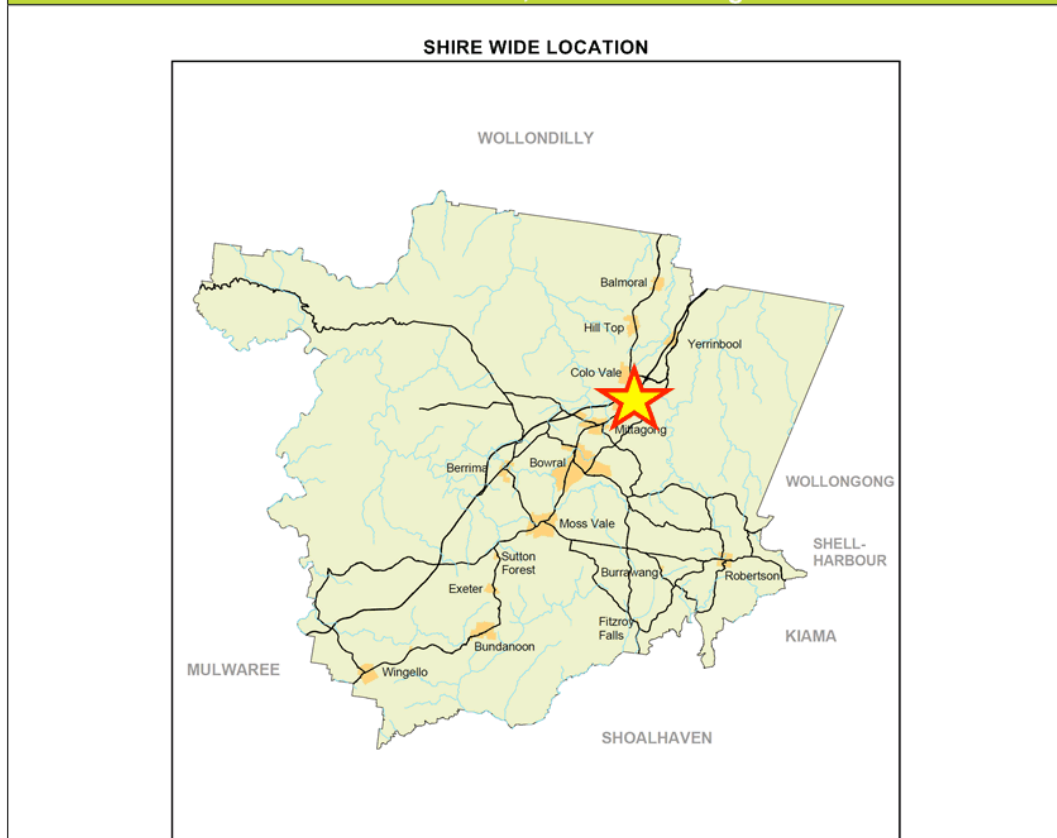 SHIRE WIDE LOCATION
WOLLONDILLY
Balmoral
Hill Top
Yerrinbool
Colo Vale
Mittagong
Berrima
Bowral
WOLLONGONG
Moss Vale
SHELL-
HARBOUR
Sutton
Forest
Burrawang
Robertson
Exeter
Fitzroy
Falls
KIAMA
Bundanoon
MULWAREE
Wingello
SHOALHAVEN